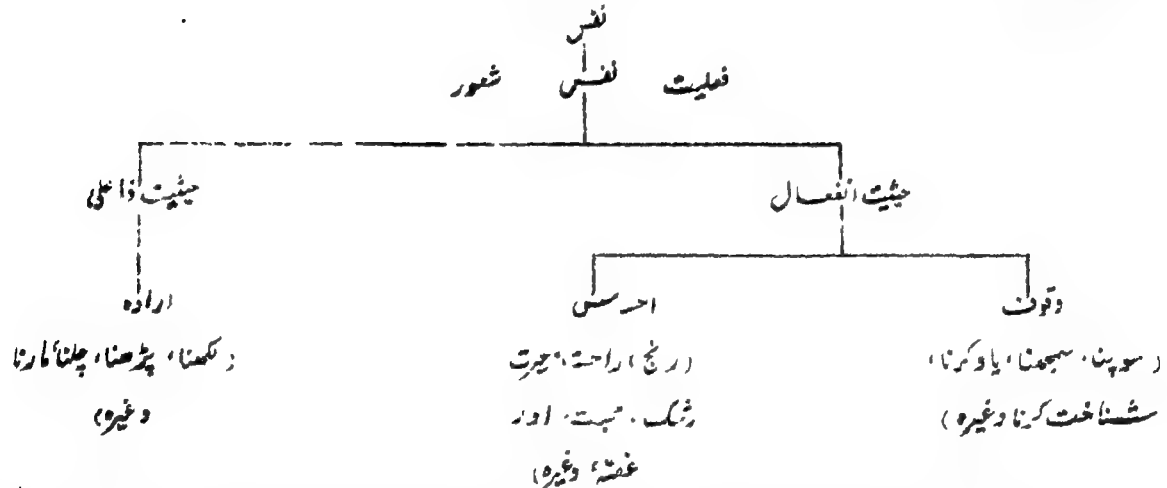 نفس
فعلیت نفس شعور
حیثیت انفعال
حیثیت فاعلی
وقوف
احساس
ارادہ
(سوچنا، سمجھنا، یاد کرنا،
شناخت کرنا وغیرہ)
(رنج، راحت، حیرت
رشک، محبت، اور
غصّہ، وغیرہ)
(لکھنا، پڑھنا، چلنا، مارنا
وغیرہ)